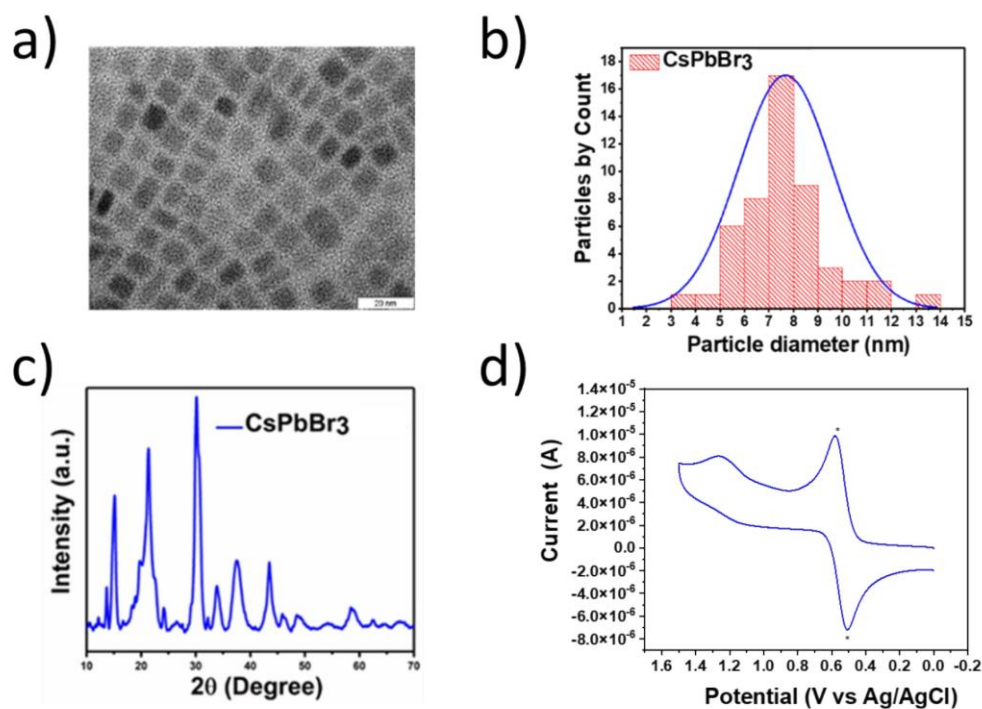 a)
20 nm
b)
CsPbBr3
Particles by Count
18
16
14
12
10
8
6
4
2
0
1 2 3 4 5 6 7 8 9 10 11 12 13 14 15
Particle diameter (nm)
c)
CsPbBr3
Intensity (a.u.)
10 20 30 40 50 60 70
2θ (Degree)
d)
Current (A)
1.4×10⁻⁵
1.2×10⁻⁵
1.0×10⁻⁵
8.0×10⁻⁶
6.0×10⁻⁶
4.0×10⁻⁶
2.0×10⁻⁶
0.0
-2.0×10⁻⁶
-4.0×10⁻⁶
-6.0×10⁻⁶
-8.0×10⁻⁶
*
*
1.6 1.4 1.2 1.0 0.8 0.6 0.4 0.2 0.0 -0.2
Potential (V vs Ag/AgCl)